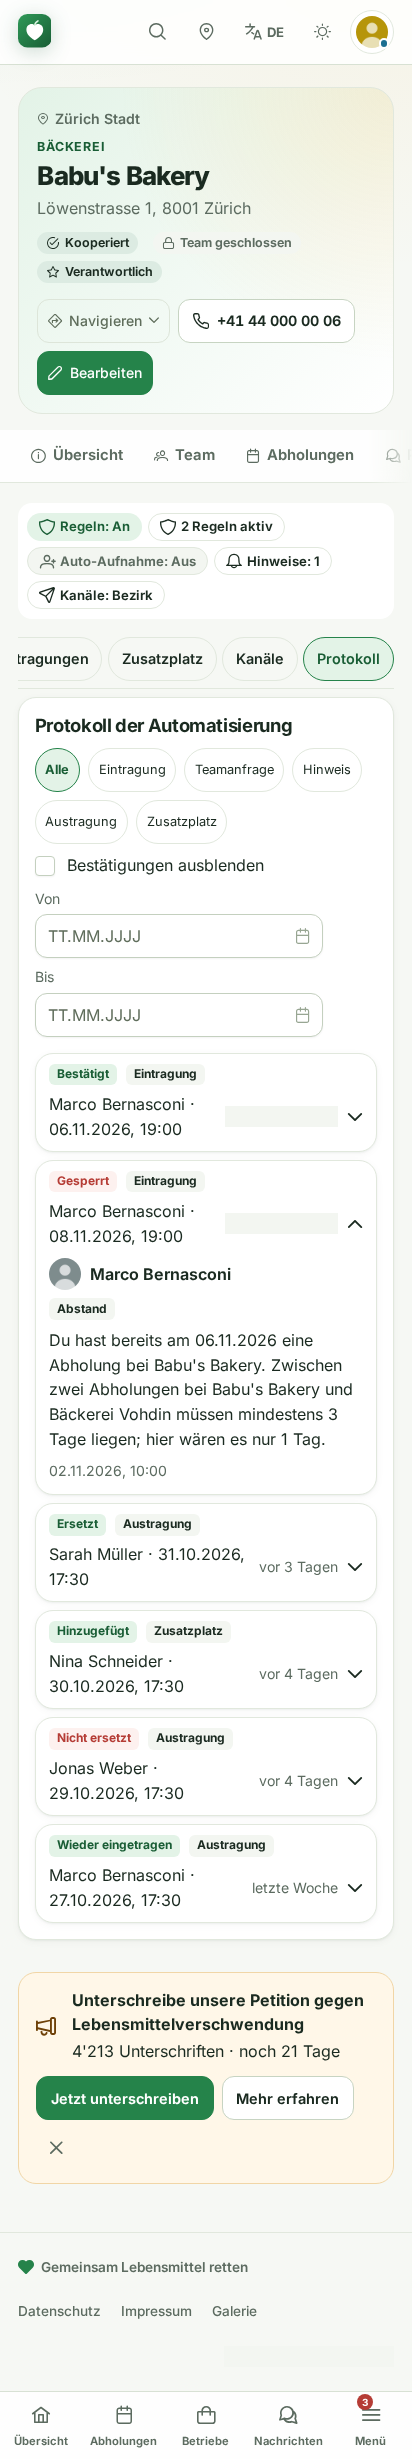 DE
Zürich Stadt
BÄCKEREI
Babu's Bakery
Löwenstrasse 1, 8001 Zürich
Kooperiert Team geschlossen
Verantwortlich
Navigieren +41 44 000 00 06
Bearbeiten
Übersicht Team Abholungen
Regeln: An 2 Regeln aktiv
Auto-Aufnahme: Aus Hinweise: 1
Kanäle: Bezirk
tragungen Zusatzplatz Kanäle Protokoll
Protokoll der Automatisierung
Alle Eintragung Teamanfrage Hinweis
Austragung Zusatzplatz
Bestätigungen ausblenden
Von
TT.MM.JJJJ
Bis
TT.MM.JJJJ
Bestätigt Eintragung
Marco Bernasconi ·
06.11.2026, 19:00
Gesperrt Eintragung
Marco Bernasconi ·
08.11.2026, 19:00
Marco Bernasconi
Abstand
Du hast bereits am 06.11.2026 eine
Abholung bei Babu's Bakery. Zwischen
zwei Abholungen bei Babu's Bakery und
Bäckerei Vohdin müssen mindestens 3
Tage liegen; hier wären es nur 1 Tag.
02.11.2026, 10:00
Ersetzt Austragung
Sarah Müller · 31.10.2026,
17:30
vor 3 Tagen
Hinzugefügt Zusatzplatz
Nina Schneider ·
30.10.2026, 17:30
vor 4 Tagen
Nicht ersetzt Austragung
Jonas Weber ·
29.10.2026, 17:30
vor 4 Tagen
Wieder eingetragen Austragung
Marco Bernasconi ·
27.10.2026, 17:30
letzte Woche
Unterschreibe unsere Petition gegen
Lebensmittelverschwendung
4'213 Unterschriften · noch 21 Tage
Jetzt unterschreiben Mehr erfahren
Gemeinsam Lebensmittel retten
Datenschutz Impressum Galerie
3
Übersicht Abholungen Betriebe Nachrichten Menü